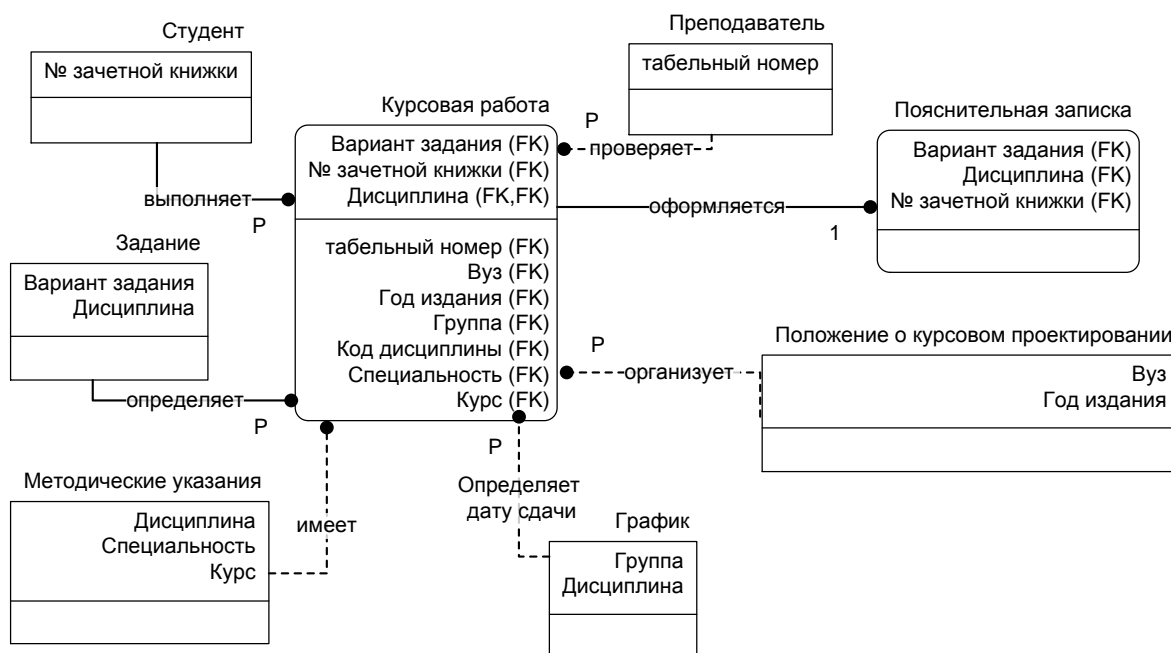 Студент
№ зачетной книжки
Преподаватель
табельный номер
Курсовая работа
Вариант задания (FK)
№ зачетной книжки (FK)
Дисциплина (FK,FK)
табельный номер (FK)
Вуз (FK)
Год издания (FK)
Группа (FK)
Код дисциплины (FK)
Специальность (FK)
Курс (FK)
P
проверяет
Пояснительная записка
Вариант задания (FK)
Дисциплина (FK)
№ зачетной книжки (FK)
выполняет
P
оформляется
1
Задание
Вариант задания
Дисциплина
определяет
P
Положение о курсовом проектировании
Вуз
Год издания
P
организует
Методические указания
Дисциплина
Специальность
Курс
имеет
P
Определяет
дату сдачи
График
Группа
Дисциплина